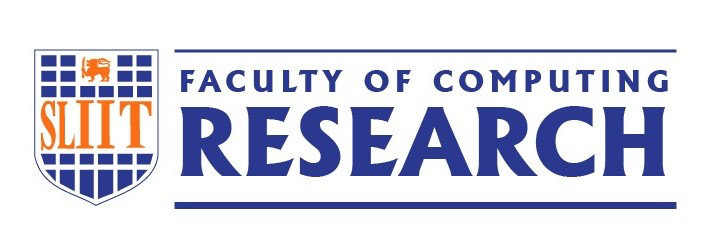 SLIIT
FACULTY OF COMPUTING
RESEARCH